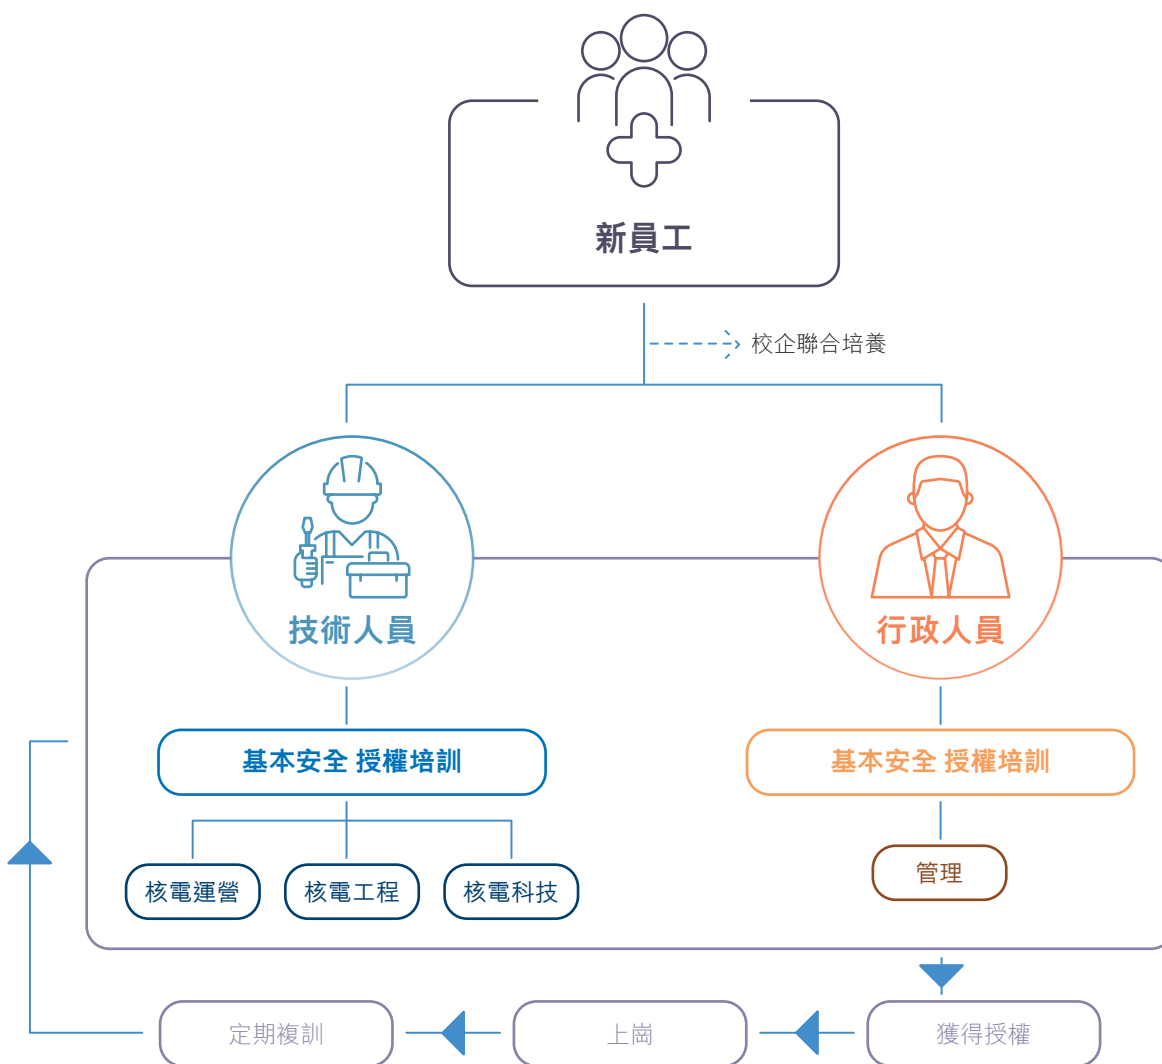 新員工
校企聯合培養
技術人員
行政人員
基本安全 授權培訓
基本安全 授權培訓
核電運營
核電工程
核電科技
管理
定期複訓
上崗
獲得授權